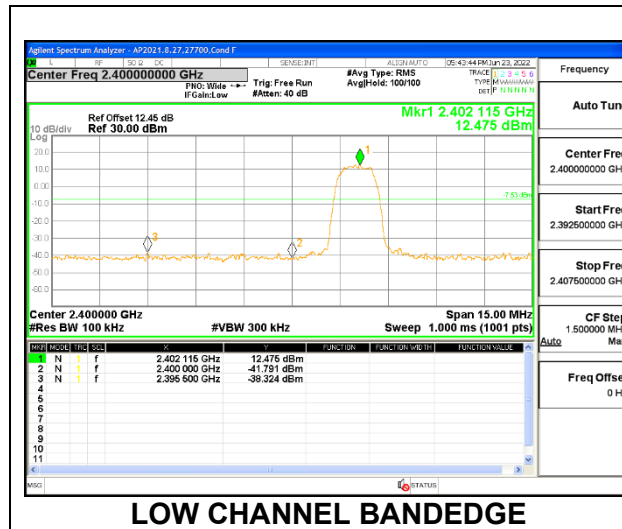 Agilent Spectrum Analyzer - AP2021.8.27,27700,Cond F
RF 50 Ω DC SENSE:INT ALIGN AUTO 05:43:44 PM Jun 23, 2022
Center Freq 2.400000000 GHz
PNO: Wide
IFGain:Low
Trig: Free Run
#Atten: 40 dB
#Avg Type: RMS
Avg|Hold: 100/100
TRACE 1 2 3 4 5 6
TYPE M
DET P N N N N N
Frequency
Auto Tun
Center Fre
2.400000000 GH
Start Fre
2.392500000 GH
Stop Fre
2.407500000 GH
CF Step
1.500000 MH
Auto Ma
Freq Offse
0 H
Mkr1 2.402 115 GHz
12.475 dBm
Ref Offset 12.45 dB
10 dB/div Ref 30.00 dBm
Log
20.0
10.0
0.00
-10.0
-20.0
-30.0
-40.0
-50.0
-60.0
1
2
3
-7.53 dBm
Center 2.400000 GHz Span 15.00 MHz
#Res BW 100 kHz #VBW 300 kHz Sweep 1.000 ms (1001 pts)
MKR MODE TRC SCL X Y FUNCTION FUNCTION WIDTH FUNCTION VALUE
1 N 1 f 2.402 115 GHz 12.475 dBm
2 N 1 f 2.400 000 GHz -41.791 dBm
3 N 1 f 2.395 500 GHz -38.324 dBm
4
5
6
7
8
9
10
11
MSG STATUS
LOW CHANNEL BANDEDGE